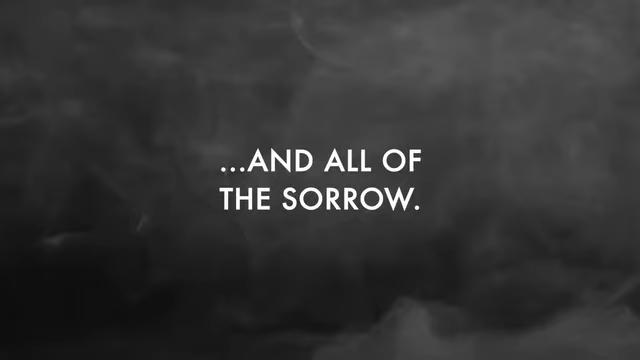 ...AND ALL OF
THE SORROW.